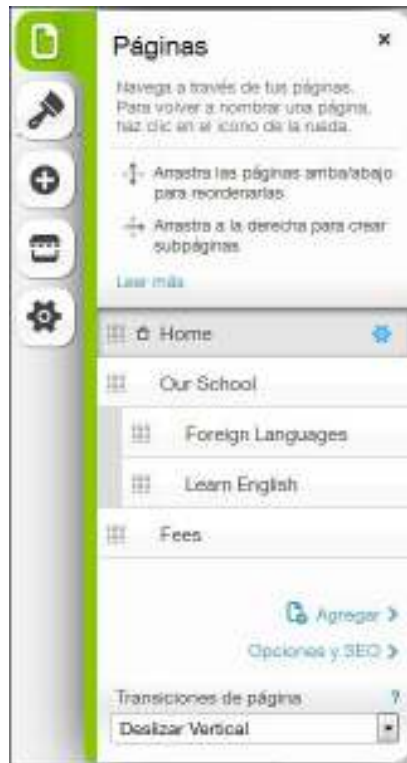 Páginas
Navega a través de tus páginas.
Para volver a nombrar una página,
haz clic en el icono de la rueda.
Arrastra las páginas arriba/abajo
para reordenarlas
Arrastra a la derecha para crear
subpáginas
Leer más
Home
Our School
Foreign Languages
Learn English
Fees
Agregar >
Opciones y SEO >
Transiciones de página ?
Deslizar Vertical